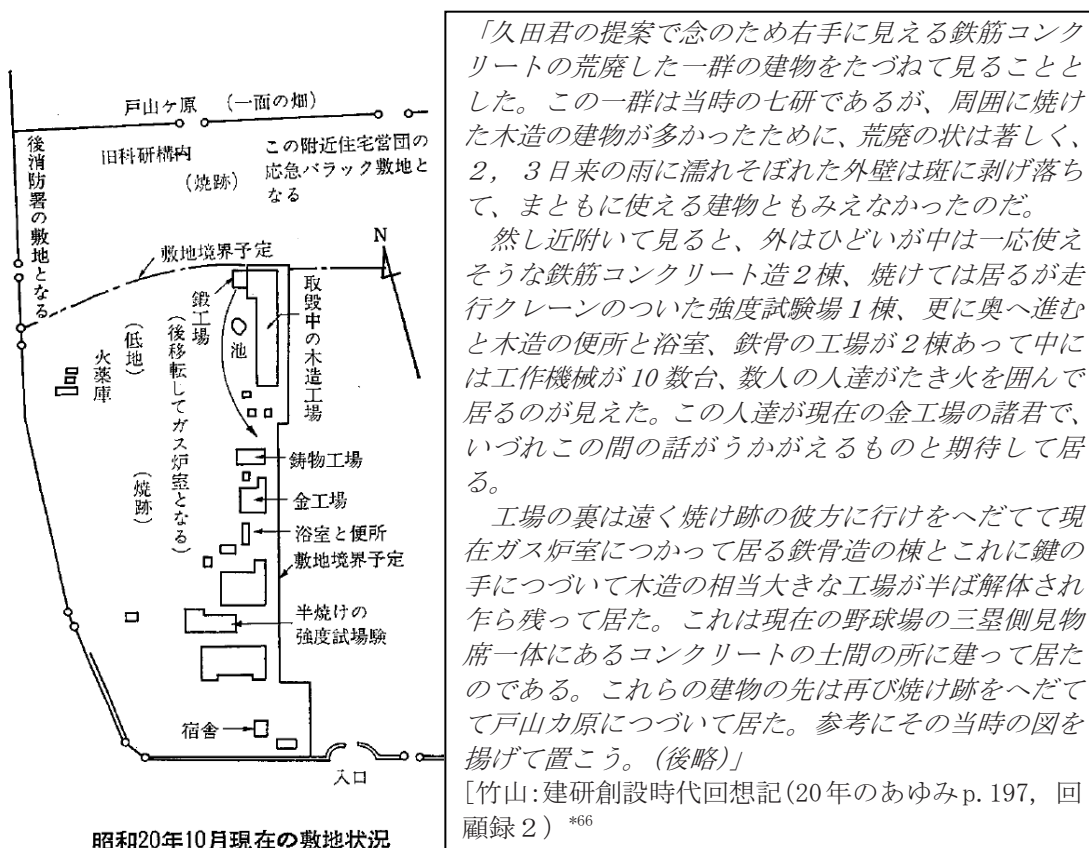 戸山ヶ原 (一面の畑)
旧科研構内
(焼跡)
この附近住宅営団の
応急バラック敷地と
なる
後消防署の敷地となる
敷地境界予定
N
鍛工場
池
取毀中の木造工場
(後移転してガス炉室となる)
(低地)
火薬庫
(焼跡)
鋳物工場
金工場
浴室と便所
敷地境界予定
半焼けの
強度試場験
宿舎
入口
昭和20年10月現在の敷地状況
「久田君の提案で念のため右手に見える鉄筋コンク
リートの荒廃した一群の建物をたづねて見ることと
した。この一群は当時の七研であるが、周囲に焼け
た木造の建物が多かったために、荒廃の状は著しく、
2，3日来の雨に濡れそぼれた外壁は斑に剥げ落ち
て、まともに使える建物ともみえなかったのだ。
然し近附いて見ると、外はひどいが中は一応使え
そうな鉄筋コンクリート造2棟、焼けては居るが走
行クレーンのついた強度試験場1棟、更に奥へ進む
と木造の便所と浴室、鉄骨の工場が2棟あって中に
は工作機械が10数台、数人の人達がたき火を囲んで
居るのが見えた。この人達が現在の金工場の諸君で、
いづれこの間の話がうかがえるものと期待して居
る。
工場の裏は遠く焼け跡の彼方に行けをへだてて現
在ガス炉室につかって居る鉄骨造の棟とこれに鍵の
手につづいて木造の相当大きな工場が半ば解体され
乍ら残って居た。これは現在の野球場の三塁側見物
席一体にあるコンクリートの土間の所に建って居た
のである。これらの建物の先は再び焼け跡をへだて
て戸山カ原につづいて居た。参考にその当時の図を
揚げて置こう。(後略)」
[竹山:建研創設時代回想記(20年のあゆみp.197，回
顧録2) *66